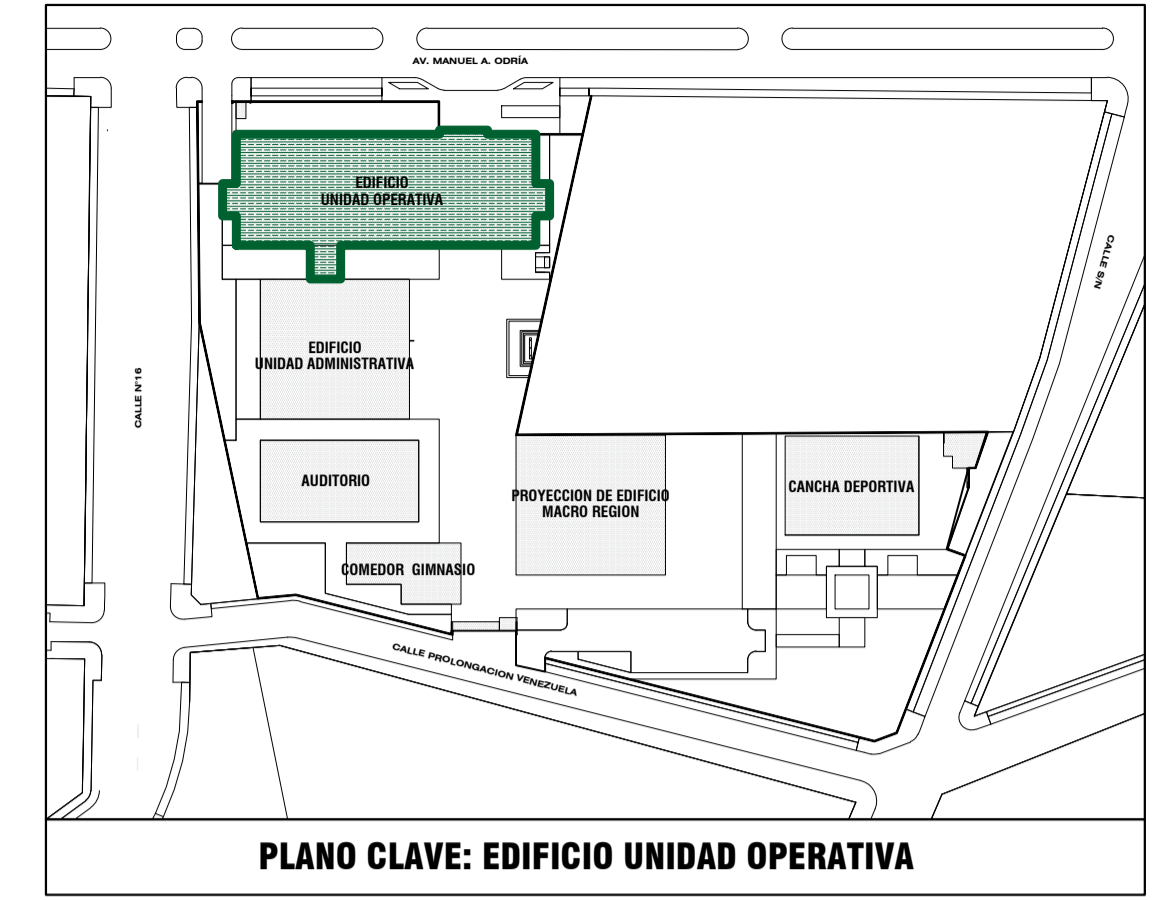 AV. MANUEL A. ODRÍA
EDIFICIO
UNIDAD OPERATIVA
CALLE S/N
EDIFICIO
UNIDAD ADMINISTRATIVA
CALLE N°16
AUDITORIO
PROYECCION DE EDIFICIO
MACRO REGION
CANCHA DEPORTIVA
COMEDOR GIMNASIO
CALLE PROLONGACION VENEZUELA
PLANO CLAVE: EDIFICIO UNIDAD OPERATIVA